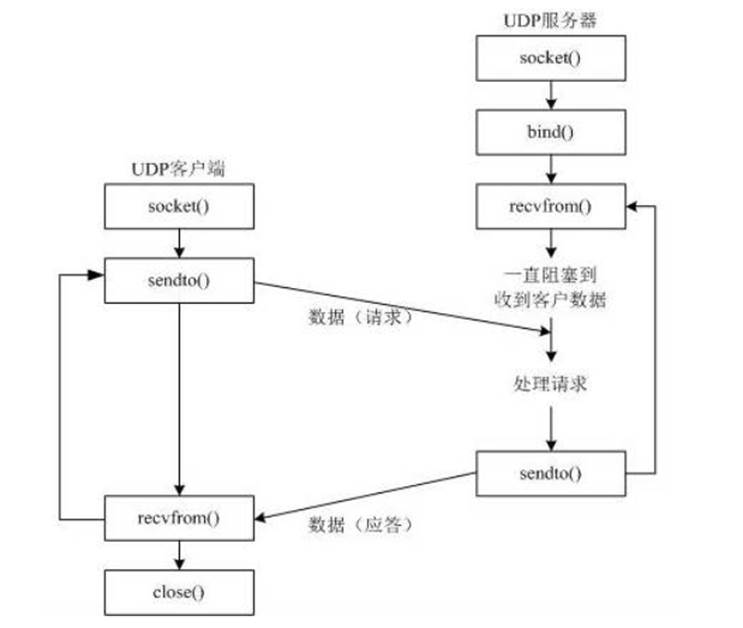 UDP服务器
socket()
bind()
UDP客户端
socket()
recvfrom()
sendto()
一直阻塞到
收到客户数据
数据（请求）
处理请求
sendto()
recvfrom()
数据（应答）
close()